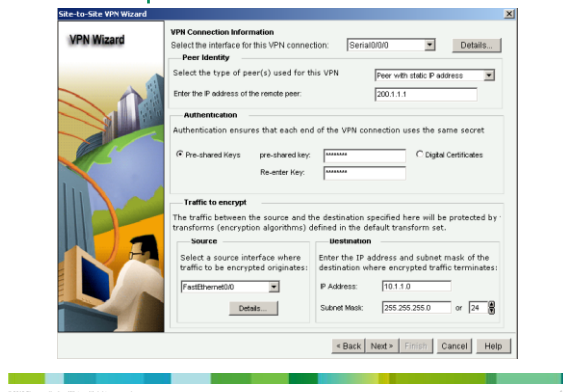 Site-to-Site VPN Wizard
VPN Wizard
VPN Connection Information
Select the interface for this VPN connection: Serial0/0/0 Details...
Peer Identity
Select the type of peer(s) used for this VPN Peer with static IP address
Enter the IP address of the remote peer: 200.1.1.1
Authentication
Authentication ensures that each end of the VPN connection uses the same secret
Pre-shared Keys pre-shared key: ******** Digital Certificates
Re-enter Key: ********
Traffic to encrypt
The traffic between the source and the destination specified here will be protected by
transforms (encryption algorithms) defined in the default transform set.
Source
Select a source interface where
traffic to be encrypted originates:
FastEthernet0/0
Details...
Destination
Enter the IP address and subnet mask of the
destination where encrypted traffic terminates:
IP Address: 10.1.1.0
Subnet Mask: 255.255.255.0 or 24
< Back Next > Finish Cancel Help